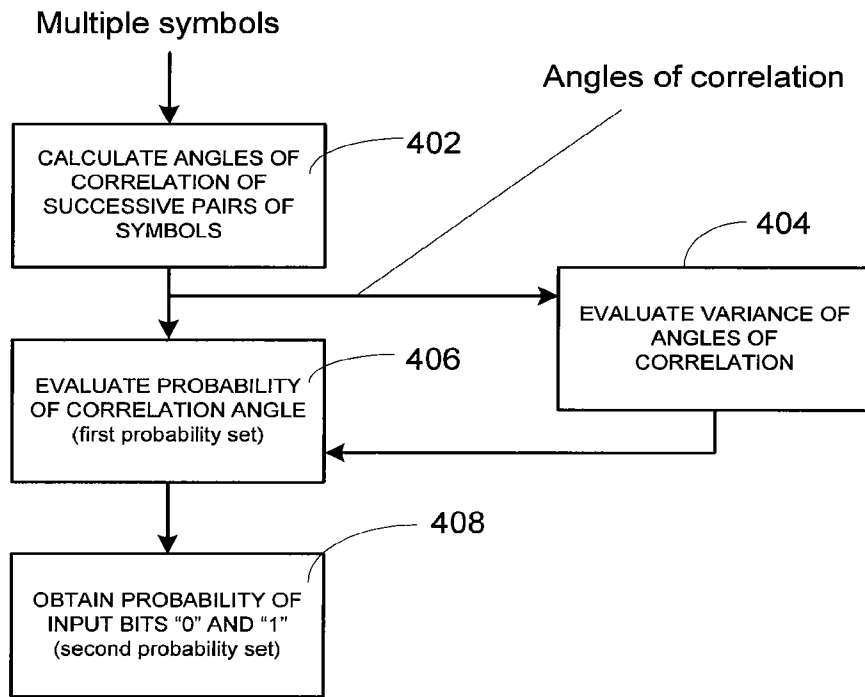 Multiple symbols
Angles of correlation
402
CALCULATE ANGLES OF
CORRELATION OF
SUCCESSIVE PAIRS OF
SYMBOLS
404
EVALUATE VARIANCE OF
ANGLES OF
CORRELATION
406
EVALUATE PROBABILITY
OF CORRELATION ANGLE
(first probability set)
408
OBTAIN PROBABILITY OF
INPUT BITS “0” AND “1”
(second probability set)